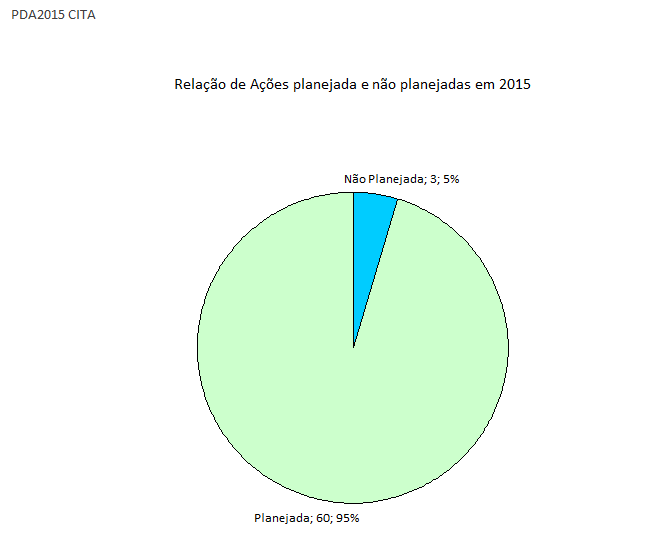 PDA2015 CITA
Relação de Ações planejada e não planejadas em 2015
Não Planejada; 3; 5%
Planejada; 60; 95%